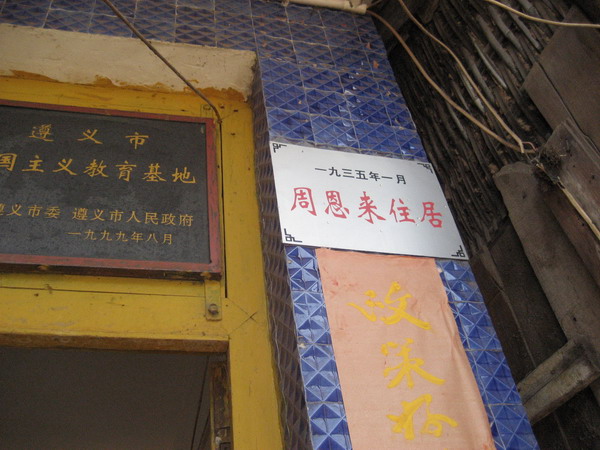 遵义市
国主义教育基地
遵义市委 遵义市人民政府
一九九九年八月
一九三五年一月
周恩来住居
政策